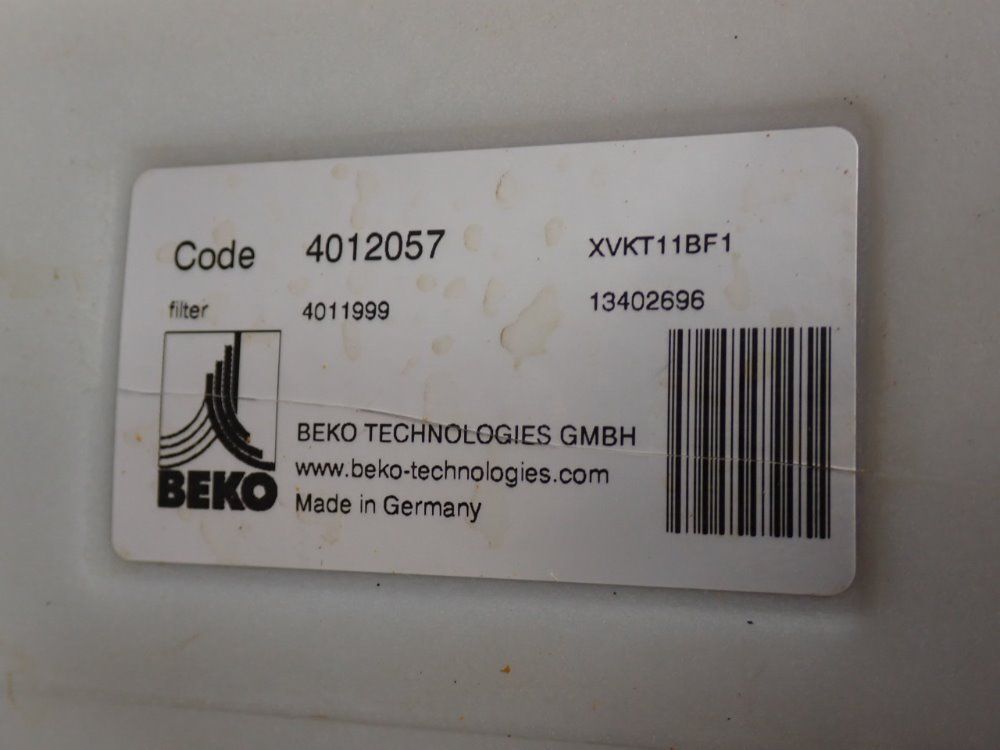 Code 4012057 XVKT11BF1
filter 4011999 13402696
BEKO
BEKO TECHNOLOGIES GMBH
www.beko-technologies.com
Made in Germany